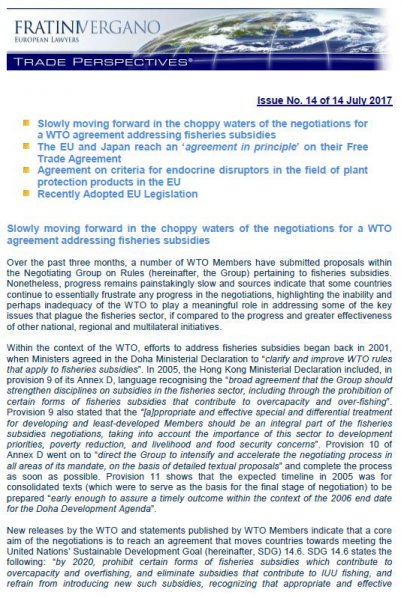 FRATINIVERGANO
EUROPEAN LAWYERS
TRADE PERSPECTIVES®
Issue No. 14 of 14 July 2017
Slowly moving forward in the choppy waters of the negotiations for
a WTO agreement addressing fisheries subsidies
The EU and Japan reach an ‘agreement in principle’ on their Free
Trade Agreement
Agreement on criteria for endocrine disruptors in the field of plant
protection products in the EU
Recently Adopted EU Legislation
Slowly moving forward in the choppy waters of the negotiations for a WTO
agreement addressing fisheries subsidies
Over the past three months, a number of WTO Members have submitted proposals within
the Negotiating Group on Rules (hereinafter, the Group) pertaining to fisheries subsidies.
Nonetheless, progress remains painstakingly slow and sources indicate that some countries
continue to essentially frustrate any progress in the negotiations, highlighting the inability and
perhaps inadequacy of the WTO to play a meaningful role in addressing some of the key
issues that plague the fisheries sector, if compared to the progress and greater effectiveness
of other national, regional and multilateral initiatives.
Within the context of the WTO, efforts to address fisheries subsidies began back in 2001,
when Ministers agreed in the Doha Ministerial Declaration to “clarify and improve WTO rules
that apply to fisheries subsidies”. In 2005, the Hong Kong Ministerial Declaration included, in
provision 9 of its Annex D, language recognising the “broad agreement that the Group should
strengthen disciplines on subsidies in the fisheries sector, including through the prohibition of
certain forms of fisheries subsidies that contribute to overcapacity and over-fishing”.
Provision 9 also stated that the “[a]ppropriate and effective special and differential treatment
for developing and least-developed Members should be an integral part of the fisheries
subsidies negotiations, taking into account the importance of this sector to development
priorities, poverty reduction, and livelihood and food security concerns”. Provision 10 of
Annex D went on to “direct the Group to intensify and accelerate the negotiating process in
all areas of its mandate, on the basis of detailed textual proposals” and complete the process
as soon as possible. Provision 11 shows that the expected timeline in 2005 was for
consolidated texts (which were to serve as the basis for the final stage of negotiation) to be
prepared “early enough to assure a timely outcome within the context of the 2006 end date
for the Doha Development Agenda”.
New releases by the WTO and statements published by WTO Members indicate that a core
aim of the negotiations is to reach an agreement that moves countries towards meeting the
United Nations’ Sustainable Development Goal (hereinafter, SDG) 14.6. SDG 14.6 states the
following: “by 2020, prohibit certain forms of fisheries subsidies which contribute to
overcapacity and overfishing, and eliminate subsidies that contribute to IUU fishing, and
refrain from introducing new such subsidies, recognizing that appropriate and effective